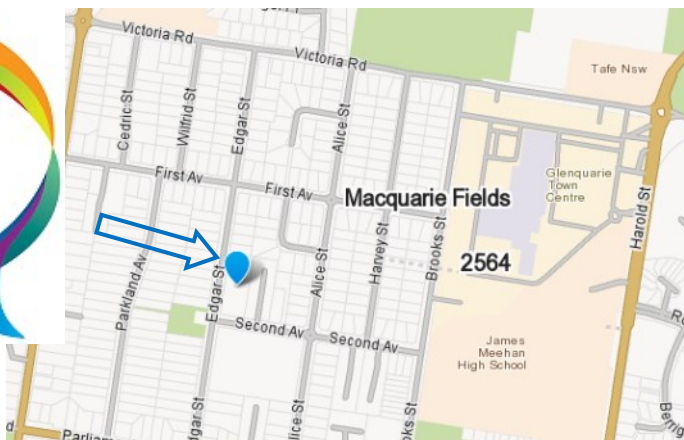 Victoria Rd
Victoria Rd
Tafe Nsw
Cedric St
Wilfrid St
Edgar St
Alice St
First Av
First Av
Macquarie Fields
Glenquarie
Town
Centre
Harold St
Parkland Av
Edgar St
Alice St
Harvey St
Brooks St
2564
Second Av
Second Av
James
Meehan
High School